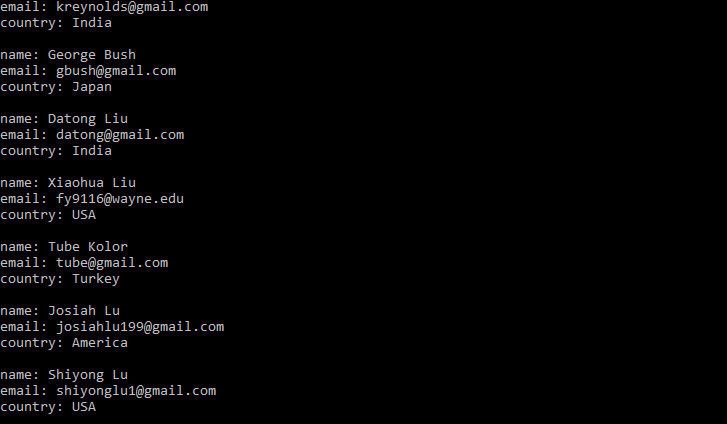 email: kreynolds@gmail.com
country: India

name: George Bush
email: gbush@gmail.com
country: Japan

name: Datong Liu
email: datong@gmail.com
country: India

name: Xiaohua Liu
email: fy9116@wayne.edu
country: USA

name: Tube Kolor
email: tube@gmail.com
country: Turkey

name: Josiah Lu
email: josiahlu199@gmail.com
country: America

name: Shiyong Lu
email: shiyonglu1@gmail.com
country: USA